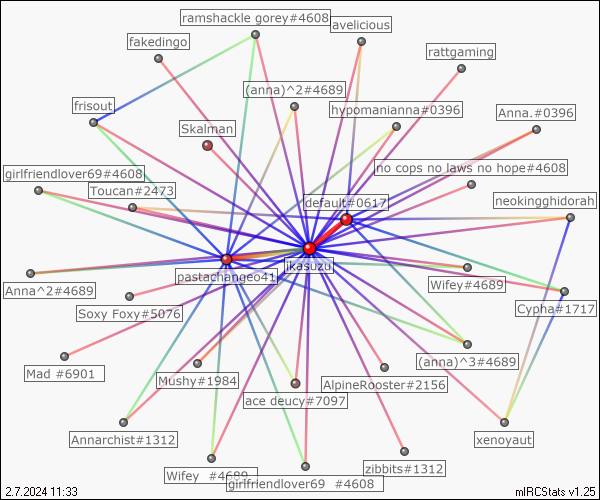 ramshackle gorey#4608
avelicious
fakedingo
rattgaming
(anna)^2#4689
frisout
hypomanianna#0396
Anna.#0396
Skalman
no cops no laws no hope#4608
girlfriendlover69#4608
Toucan#2473
default#0617
neokingghidorah
pastachangeo41
ikasuzu
Anna^2#4689
Wifey#4689
Soxy Foxy#5076
Cypha#1717
(anna)^3#4689
Mad #6901
Mushy#1984
AlpineRooster#2156
ace deucy#7097
Annarchist#1312
xenoyaut
Wifey #4689
zibbits#1312
girlfriendlover69 #4608
2.7.2024 11:33
mIRCStats v1.25